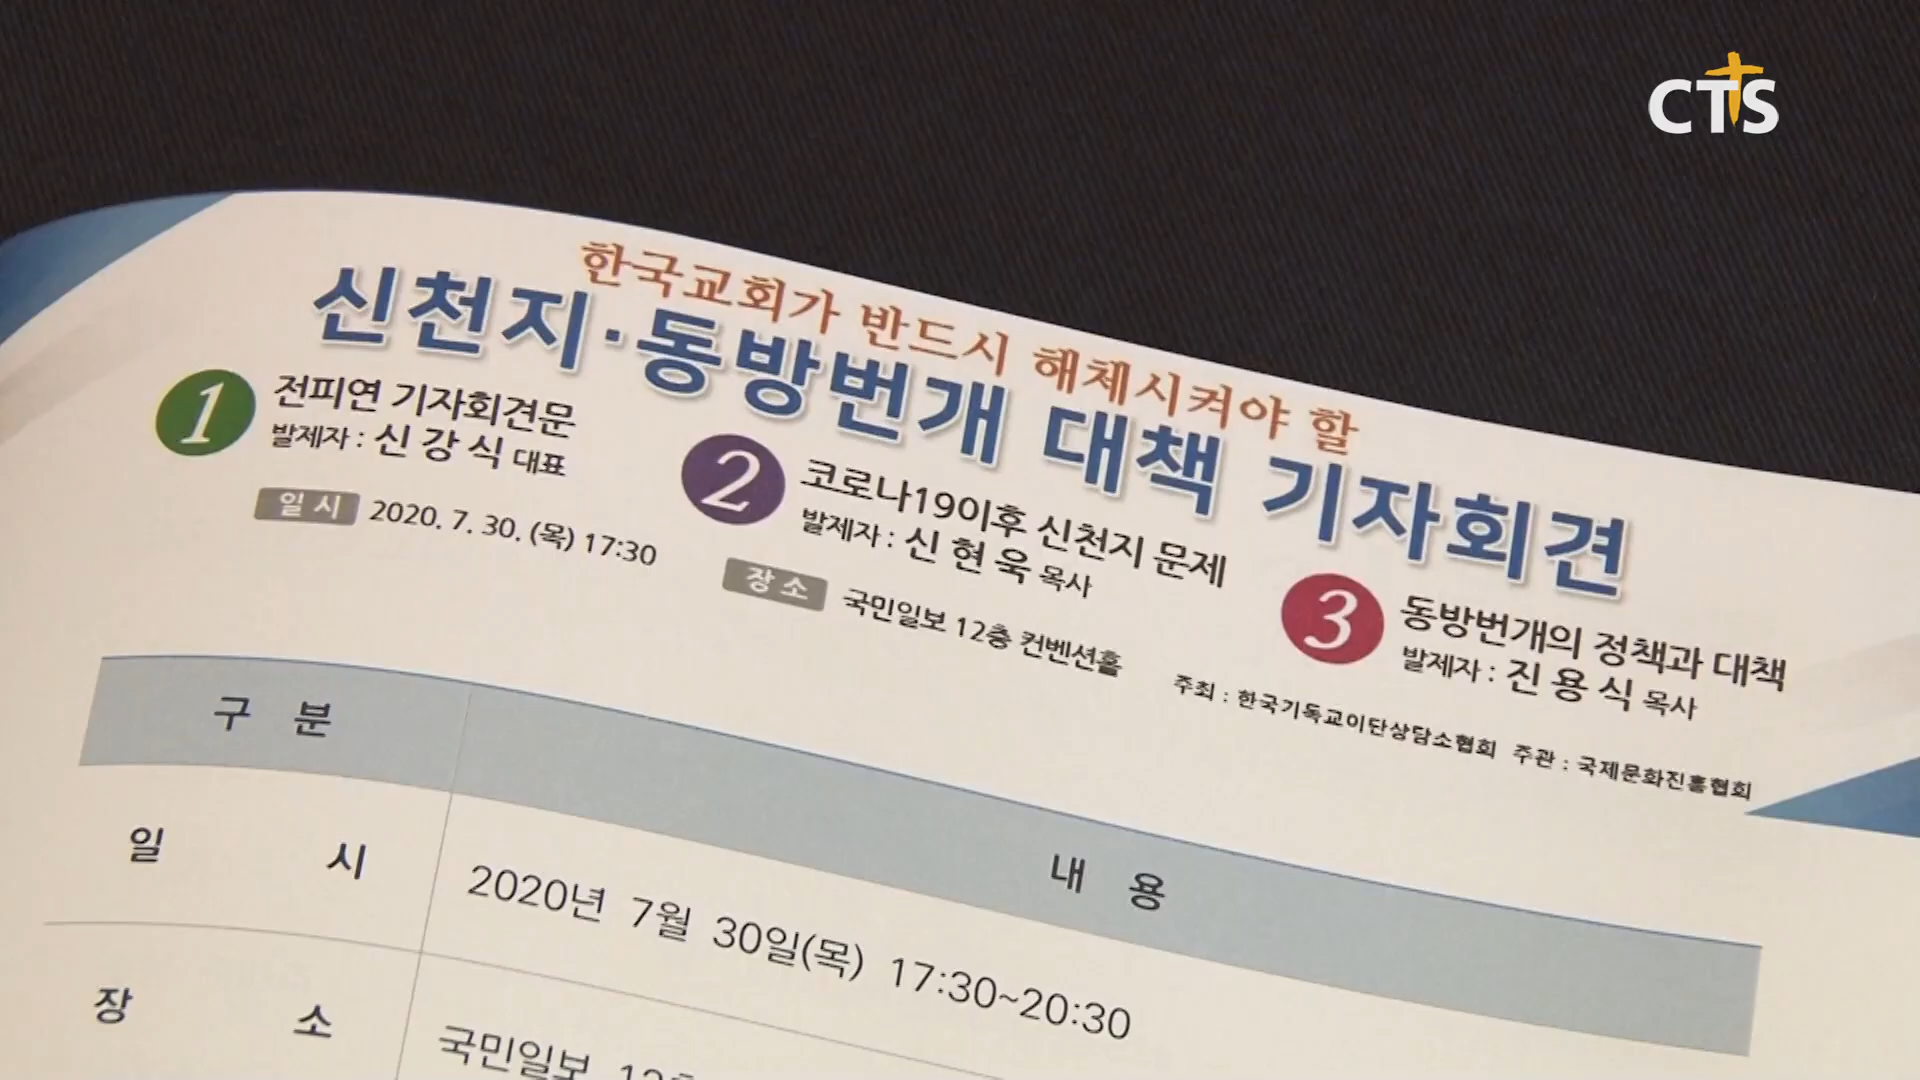 CTS
한국교회가 반드시 해체시켜야 할
신천지·동방번개 대책 기자회견
1 전피연 기자회견문
발제자 : 신강식 대표
2 코로나19이후 신천지 문제
발제자 : 신현욱 목사
3 동방번개의 정책과 대책
발제자 : 진용식 목사
일시 2020. 7. 30. (목) 17:30
장소 국민일보 12층 컨벤션홀
주최 : 한국기독교이단상담소협회 주관 : 국제문화진흥협회
구 분 내 용
일 시 2020년 7월 30일(목) 17:30~20:30
장 소 국민일보 12층